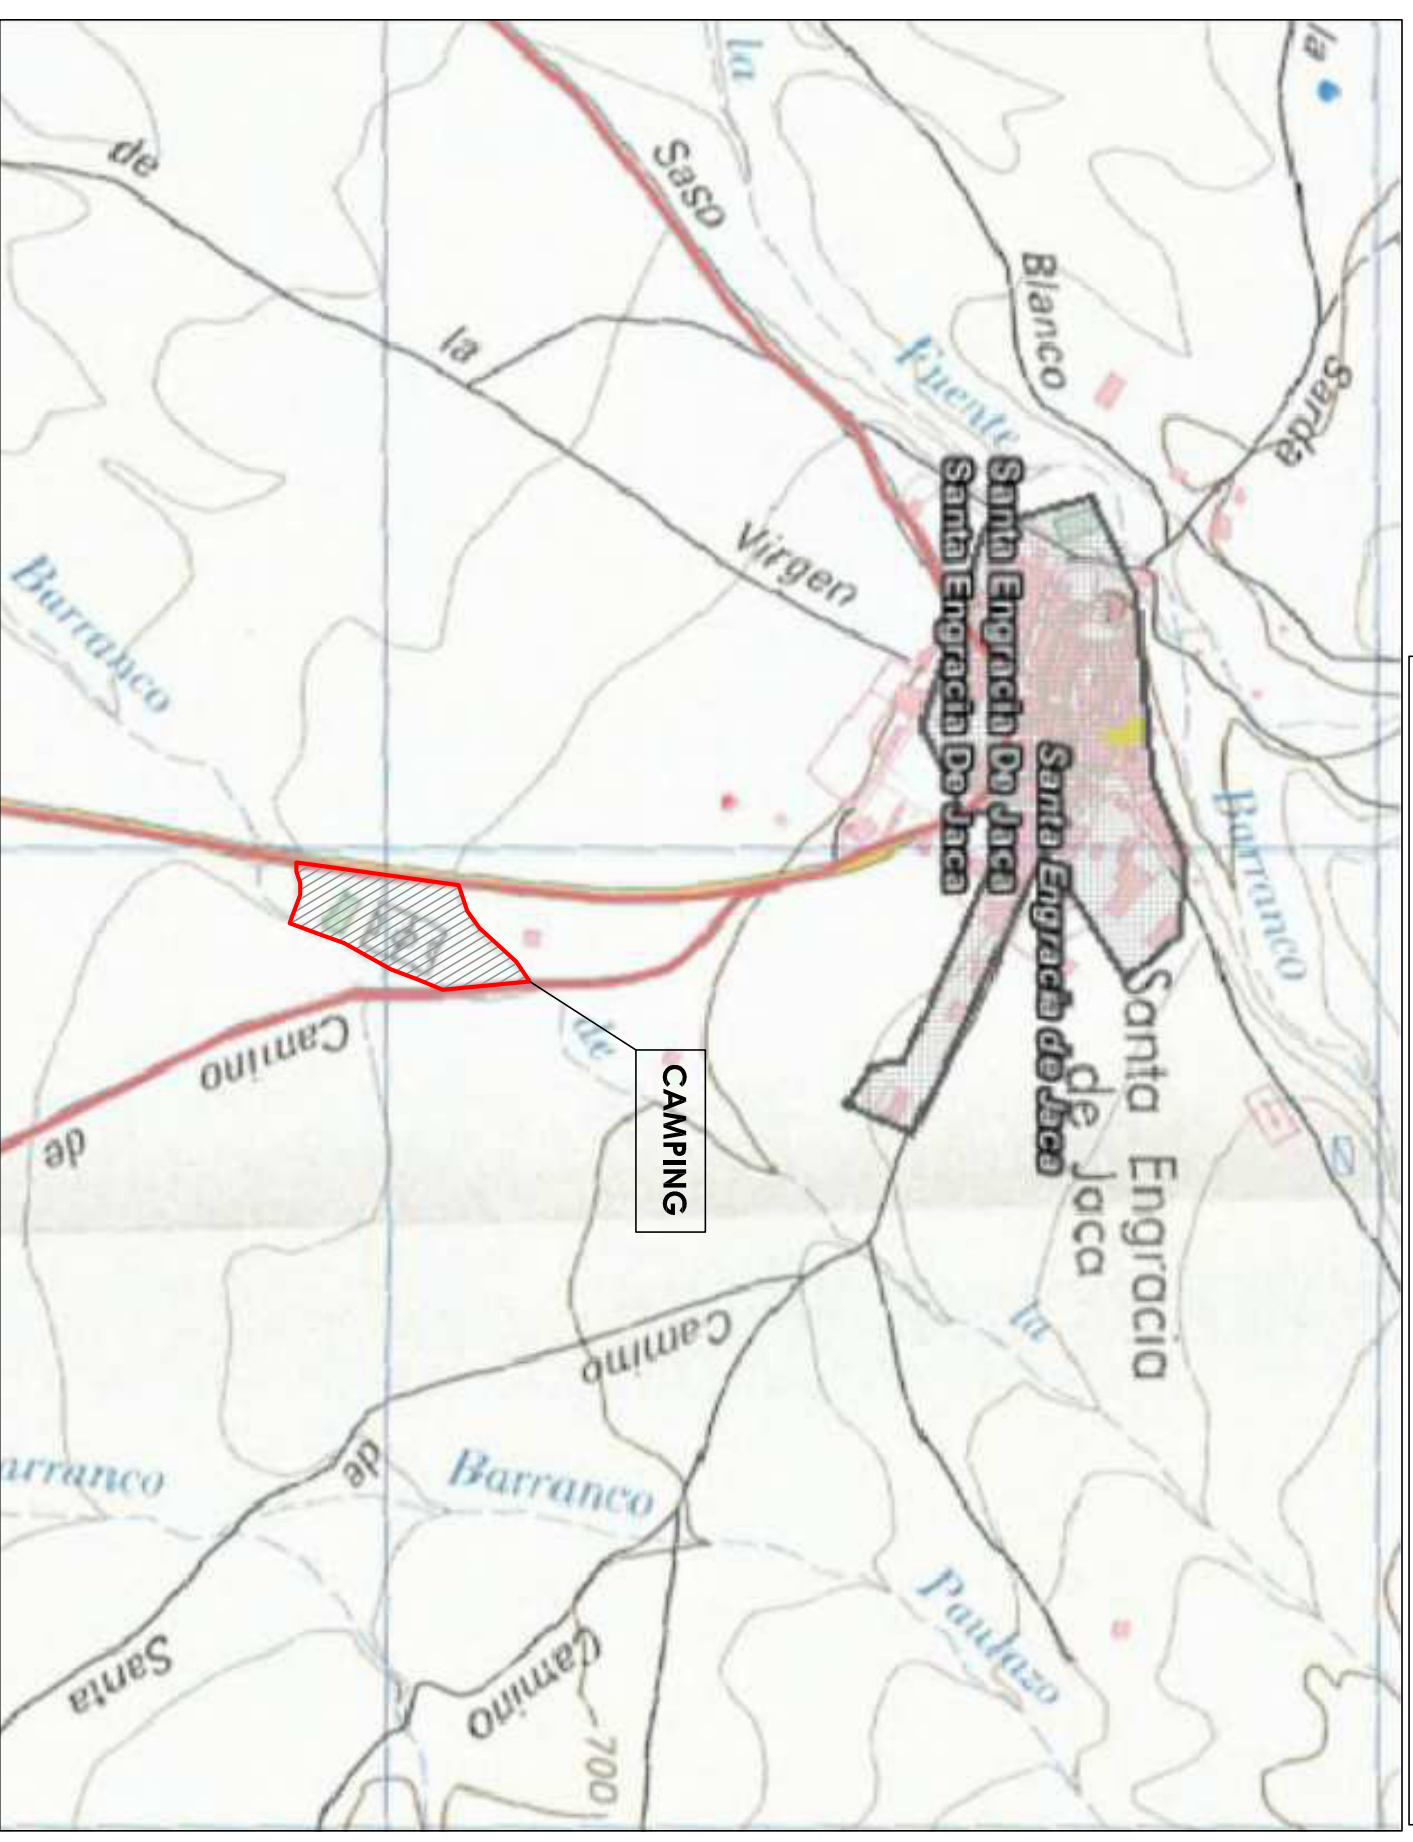 la
Sarda
Blanco
la
Fuente
Saso
de
la
Virgen
Barranco
Barranco
Santa Engracia De Jaca
Santa Engracia De Jaca
Santa Engracia de Jaca
Santa Engracia
de Jaca
CAMPING
de
la
Paulazo
Camino
de
Camino
de
Santa
Barranco
arranco
Camino
700